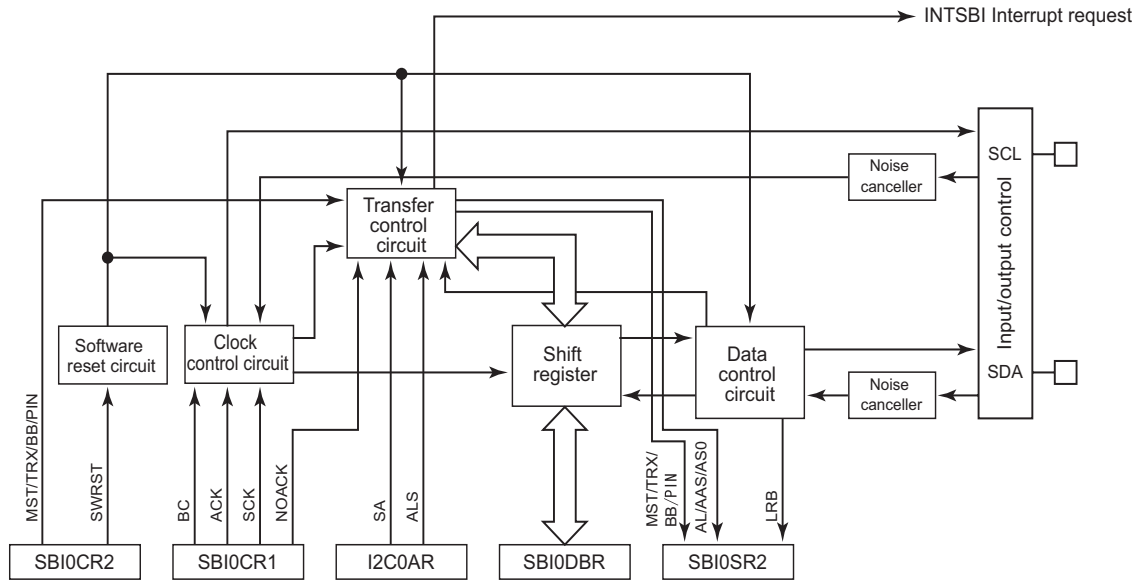 INTSBI Interrupt request
SCL
Input/output control
SDA
Noise
canceller
Transfer
control
circuit
Software
reset circuit
Clock
control circuit
Shift
register
Data
control
circuit
Noise
canceller
MST/TRX/BB/PIN
SWRST
BC
ACK
SCK
NOACK
SA
ALS
MST/TRX/
BB/PIN
AL/AAS/AS0
LRB
SBI0CR2
SBI0CR1
I2C0AR
SBI0DBR
SBI0SR2